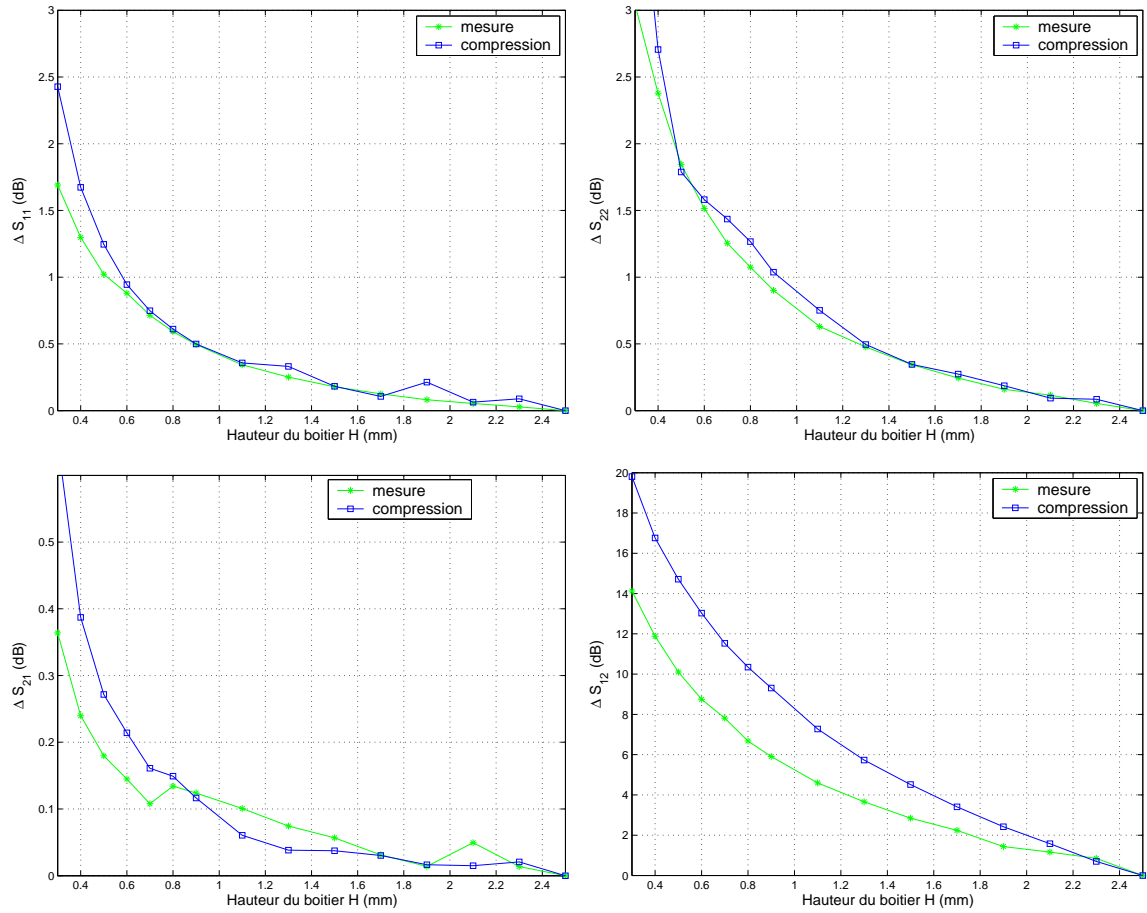 3
2.5
2
1.5
1
0.5
0
Δ S11 (dB)
mesure
compression
0.4 0.6 0.8 1 1.2 1.4 1.6 1.8 2 2.2 2.4
Hauteur du boitier H (mm)
3
2.5
2
1.5
1
0.5
0
Δ S22 (dB)
mesure
compression
0.4 0.6 0.8 1 1.2 1.4 1.6 1.8 2 2.2 2.4
Hauteur du boitier H (mm)
0.5
0.4
0.3
0.2
0.1
0
Δ S21 (dB)
mesure
compression
0.4 0.6 0.8 1 1.2 1.4 1.6 1.8 2 2.2 2.4
Hauteur du boitier H (mm)
20
18
16
14
12
10
8
6
4
2
0
Δ S12 (dB)
mesure
compression
0.4 0.6 0.8 1 1.2 1.4 1.6 1.8 2 2.2 2.4
Hauteur du boitier H (mm)